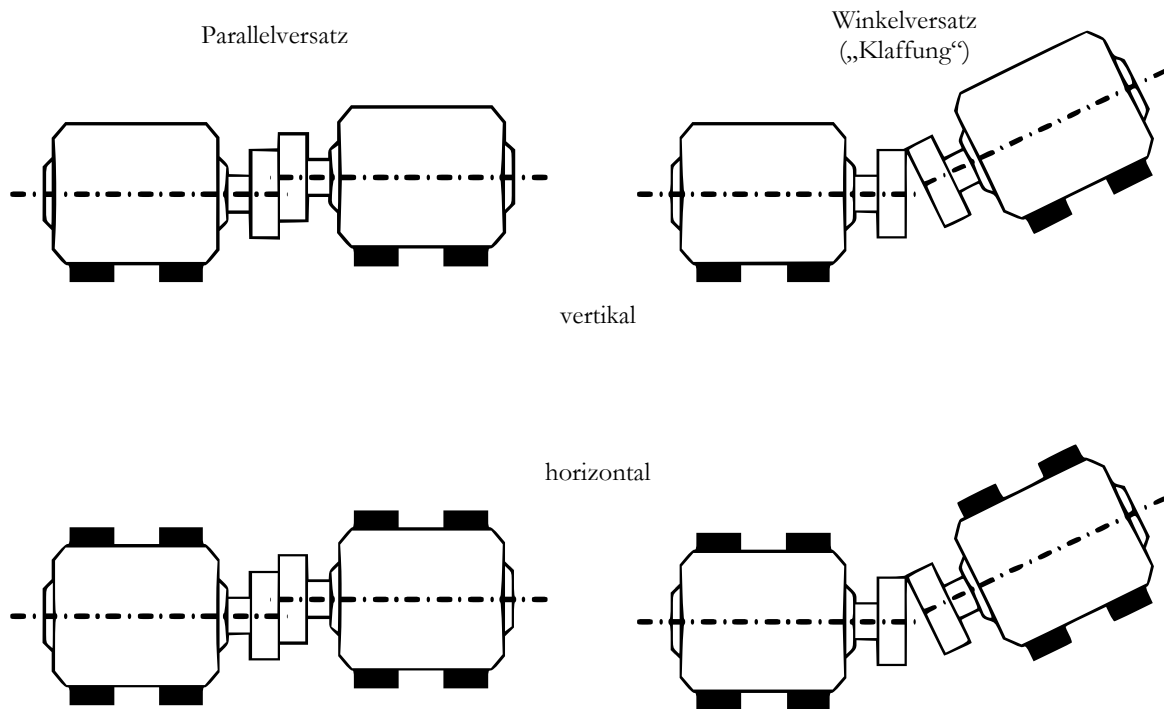 Parallelversatz
Winkelversatz
(„Klaffung“)
vertikal
horizontal